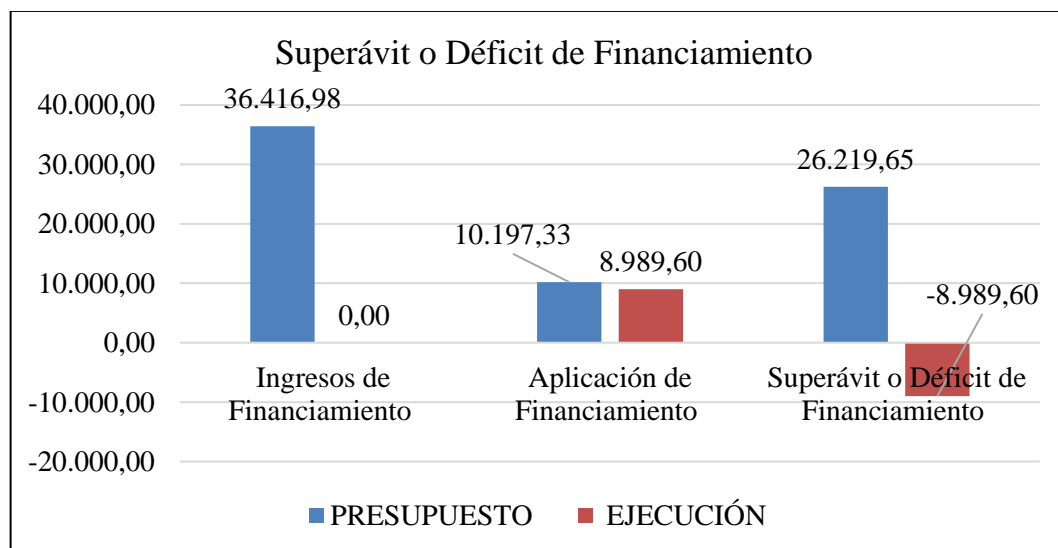 Superávit o Déficit de Financiamiento
40.000,00
30.000,00
20.000,00
10.000,00
0,00
-10.000,00
-20.000,00
36.416,98
0,00
10.197,33
8.989,60
26.219,65
-8.989,60
Ingresos de
Financiamiento
Aplicación de
Financiamiento
Superávit o Déficit de
Financiamiento
PRESUPUESTO
EJECUCIÓN